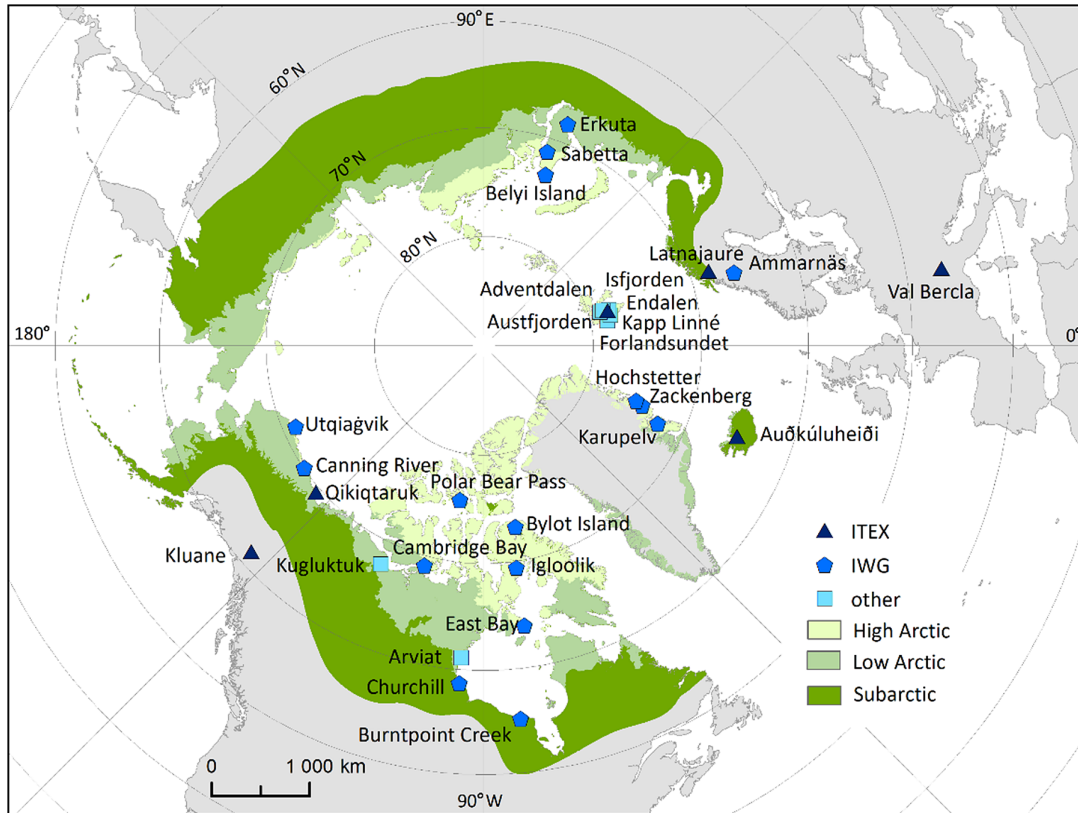 90°E
60°N
Erkuta
Sabetta
70°N
Belyi Island
80°N
Latnajaure
Ammarnäs
Isfjorden
Adventdalen
Endalen
Val Bercla
Austfjorden
Kapp Linné
180°
Forlandsundet
0°
Hochstetter
Zackenberg
Karupelv
Auðkúluheiði
Utqiaġvik
Canning River
Polar Bear Pass
Qikiqtaruk
Bylot Island
ITEX
Kluane
Cambridge Bay
Kugluktuk
Igloolik
IWG
other
East Bay
High Arctic
Arviat
Low Arctic
Churchill
Subarctic
Burntpoint Creek
0 1 000 km
90°W